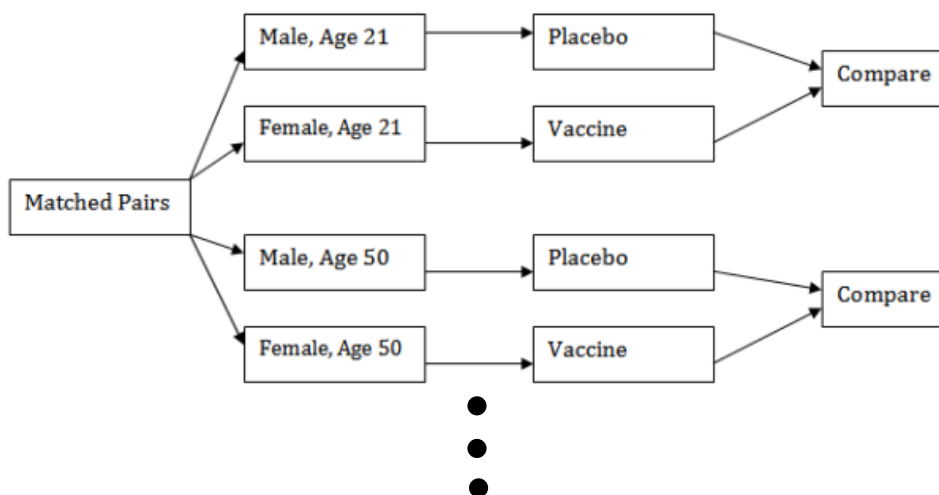 Male, Age 21
Placebo
Compare
Female, Age 21
Vaccine
Matched Pairs
Male, Age 50
Placebo
Compare
Female, Age 50
Vaccine